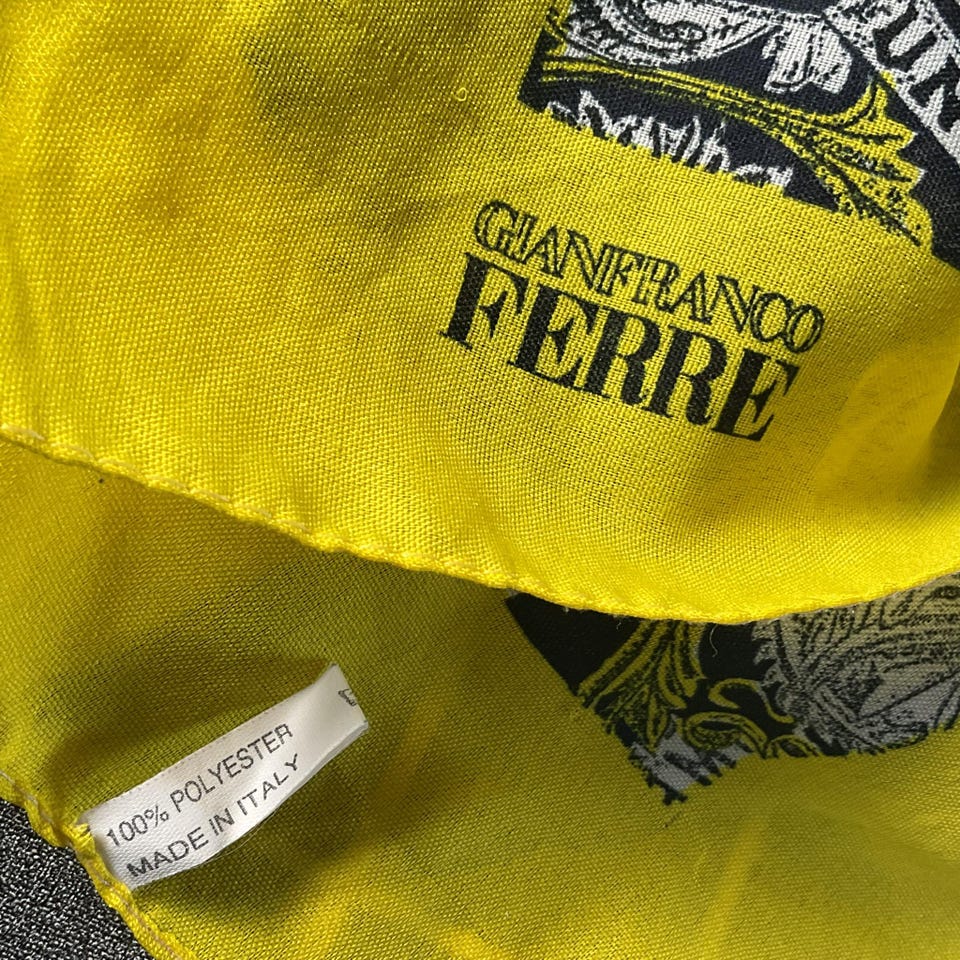 GIANFRANCO
FERRE
100% POLYESTER
MADE IN ITALY